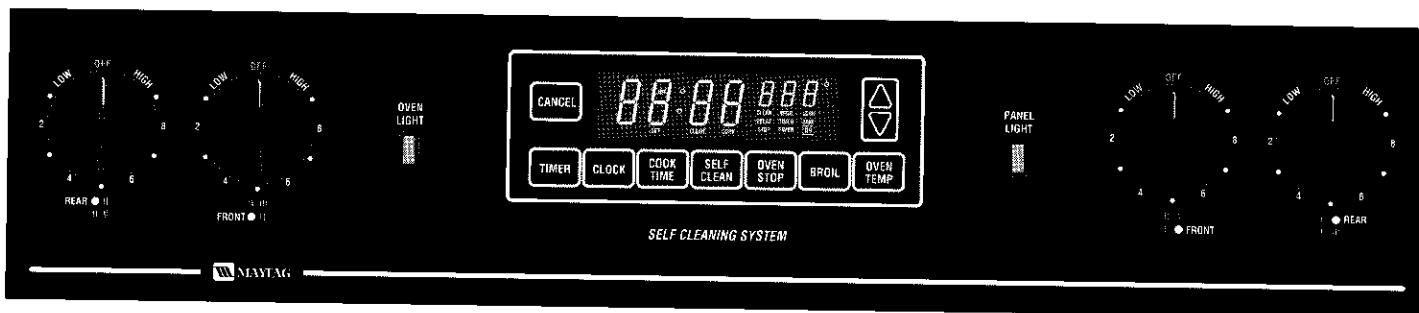 OFF
LOW
HIGH
2
8
4
6
REAR
OFF
LOW
HIGH
2
8
4
6
FRONT
OVEN
LIGHT
CANCEL
88 88 888
TIMER
CLOCK
COOK
TIME
SELF
CLEAN
OVEN
STOP
BROIL
OVEN
TEMP
SELF CLEANING SYSTEM
PANEL
LIGHT
OFF
LOW
HIGH
2
8
4
6
FRONT
OFF
LOW
HIGH
2
8
4
6
REAR
MAYTAG